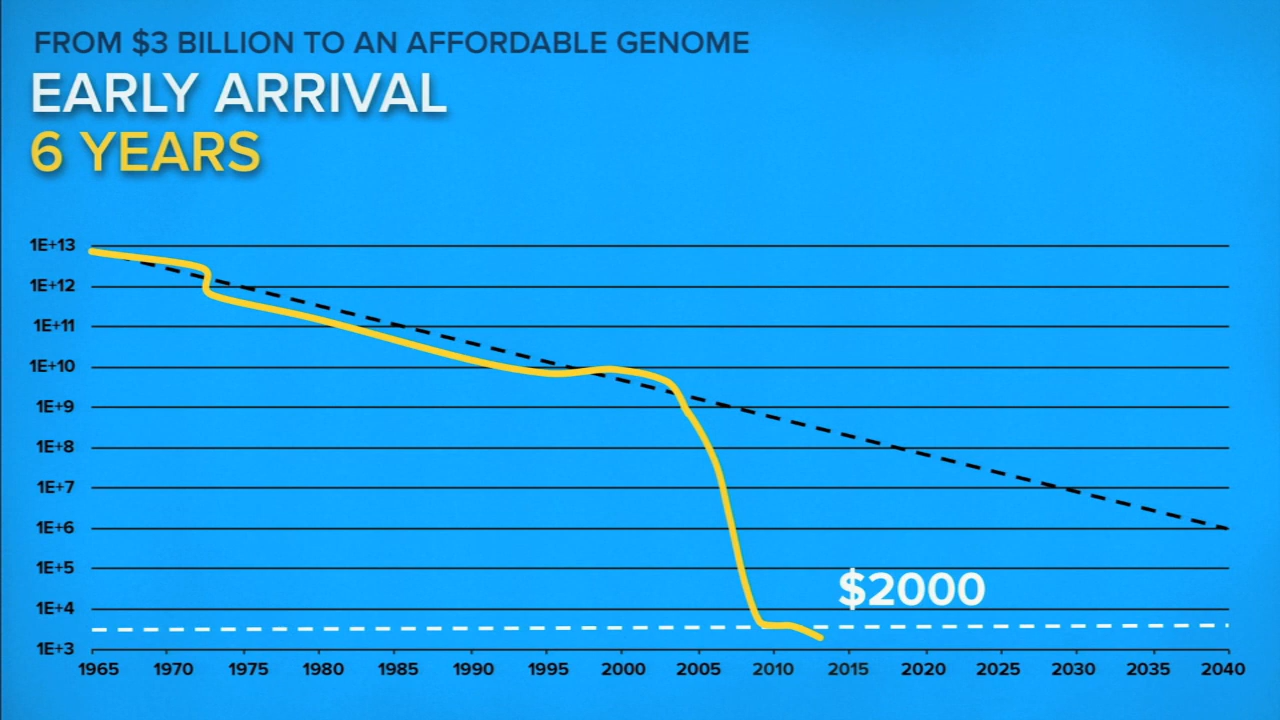 FROM $3 BILLION TO AN AFFORDABLE GENOME
EARLY ARRIVAL
6 YEARS
1E+13
1E+12
1E+11
1E+10
1E+9
1E+8
1E+7
1E+6
1E+5
$2000
1E+4
1E+3
1965 1970 1975 1980 1985 1990 1995 2000 2005 2010 2015 2020 2025 2030 2035 2040